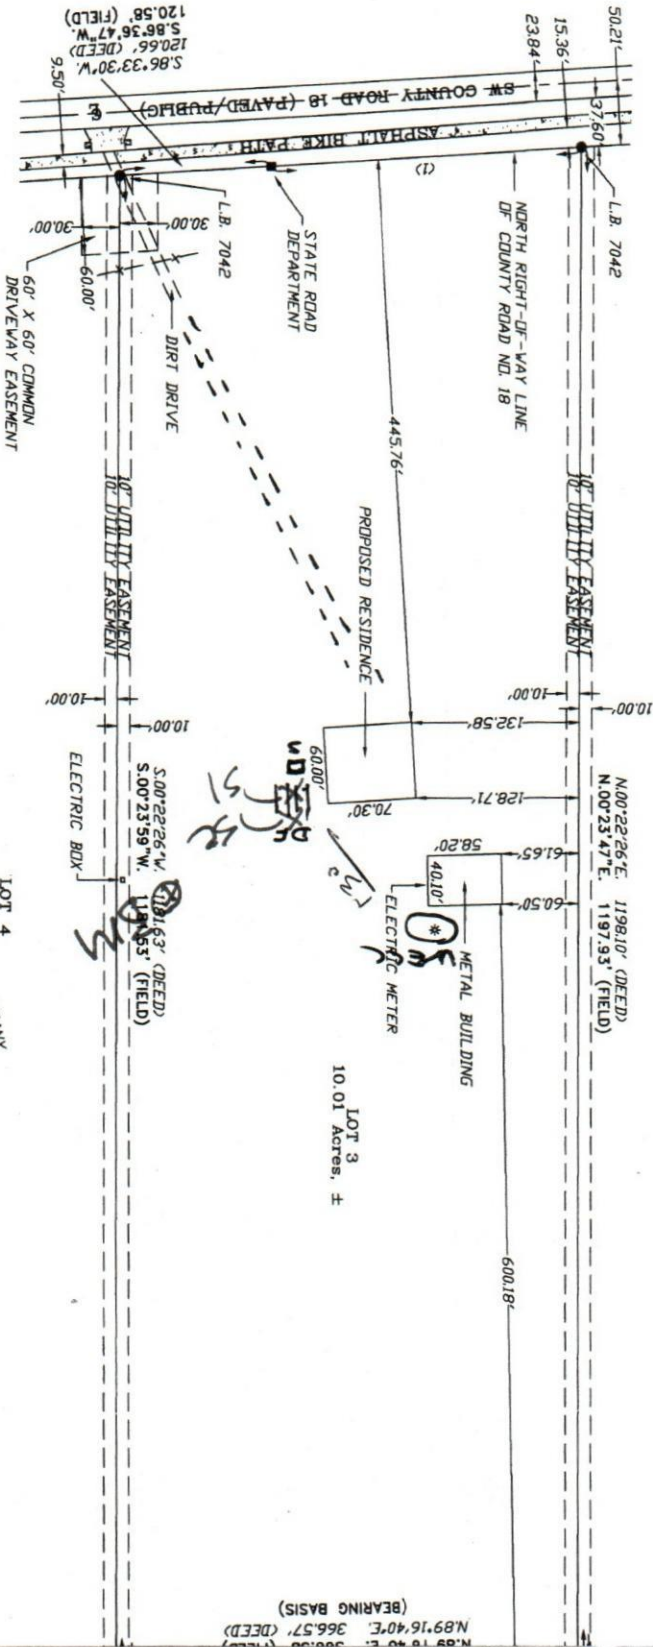 S.86°33'30"W.
120.66' (DEED)
S.86°36'47"W.
120.58' (FIELD)
9.50'
50.21'
15.36'
23.84'
37.60'
SW COUNTY ROAD 18 (PAVED/PUBLIC)
ASPHALT BIKE PATH
(1)
L.B. 7042
L.B. 7042
NORTH RIGHT-OF-WAY LINE
OF COUNTY ROAD NO. 18
STATE ROAD
DEPARTMENT
30.00'
30.00'
60.00'
60' X 60' COMMON
DRIVEWAY EASEMENT
DIRT DRIVE
445.76'
PROPOSED RESIDENCE
10' UTILITY EASEMENT
10' UTILITY EASEMENT
10' UTILITY EASEMENT
10' UTILITY EASEMENT
10.00'
10.00'
10.00'
10.00'
132.58'
128.71'
60.00'
70.30'
N.00°22'26"E. 1198.10' (DEED)
N.00°23'47"E. 1197.93' (FIELD)
61.65'
60.50'
58.20'
40.10'
METAL BUILDING
ELECTRIC METER
S.00°22'26"W. 1181.63' (DEED)
S.00°23'59"W. (FIELD)
ELECTRIC BOX
LOT 3
10.01 Acres, ±
600.18'
LOT 4
N.89°16'40"E. 366.57' (DEED)
(BEARING BASIS)